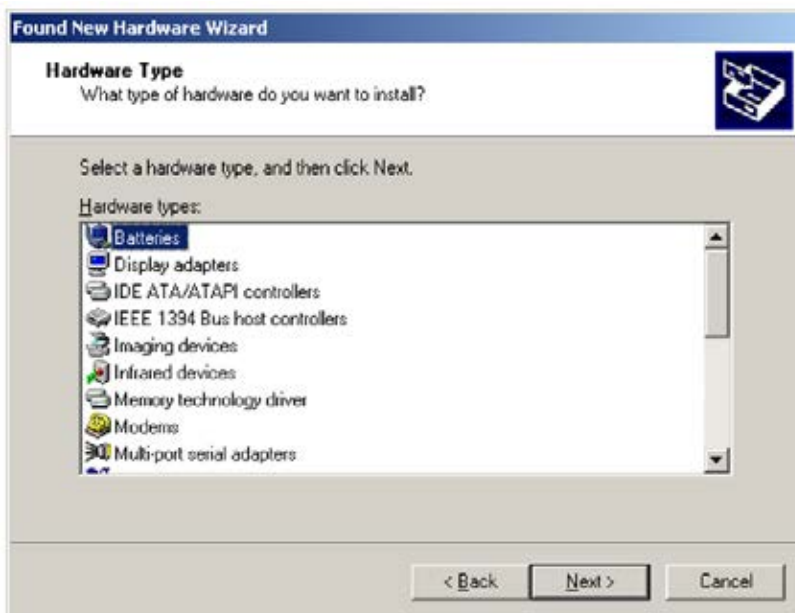 Found New Hardware Wizard
Hardware Type
What type of hardware do you want to install?
Select a hardware type, and then click Next.
Hardware types:
Batteries
Display adapters
IDE ATA/ATAPI controllers
IEEE 1394 Bus host controllers
Imaging devices
Infrared devices
Memory technology driver
Modems
Multi-port serial adapters
< Back Next > Cancel